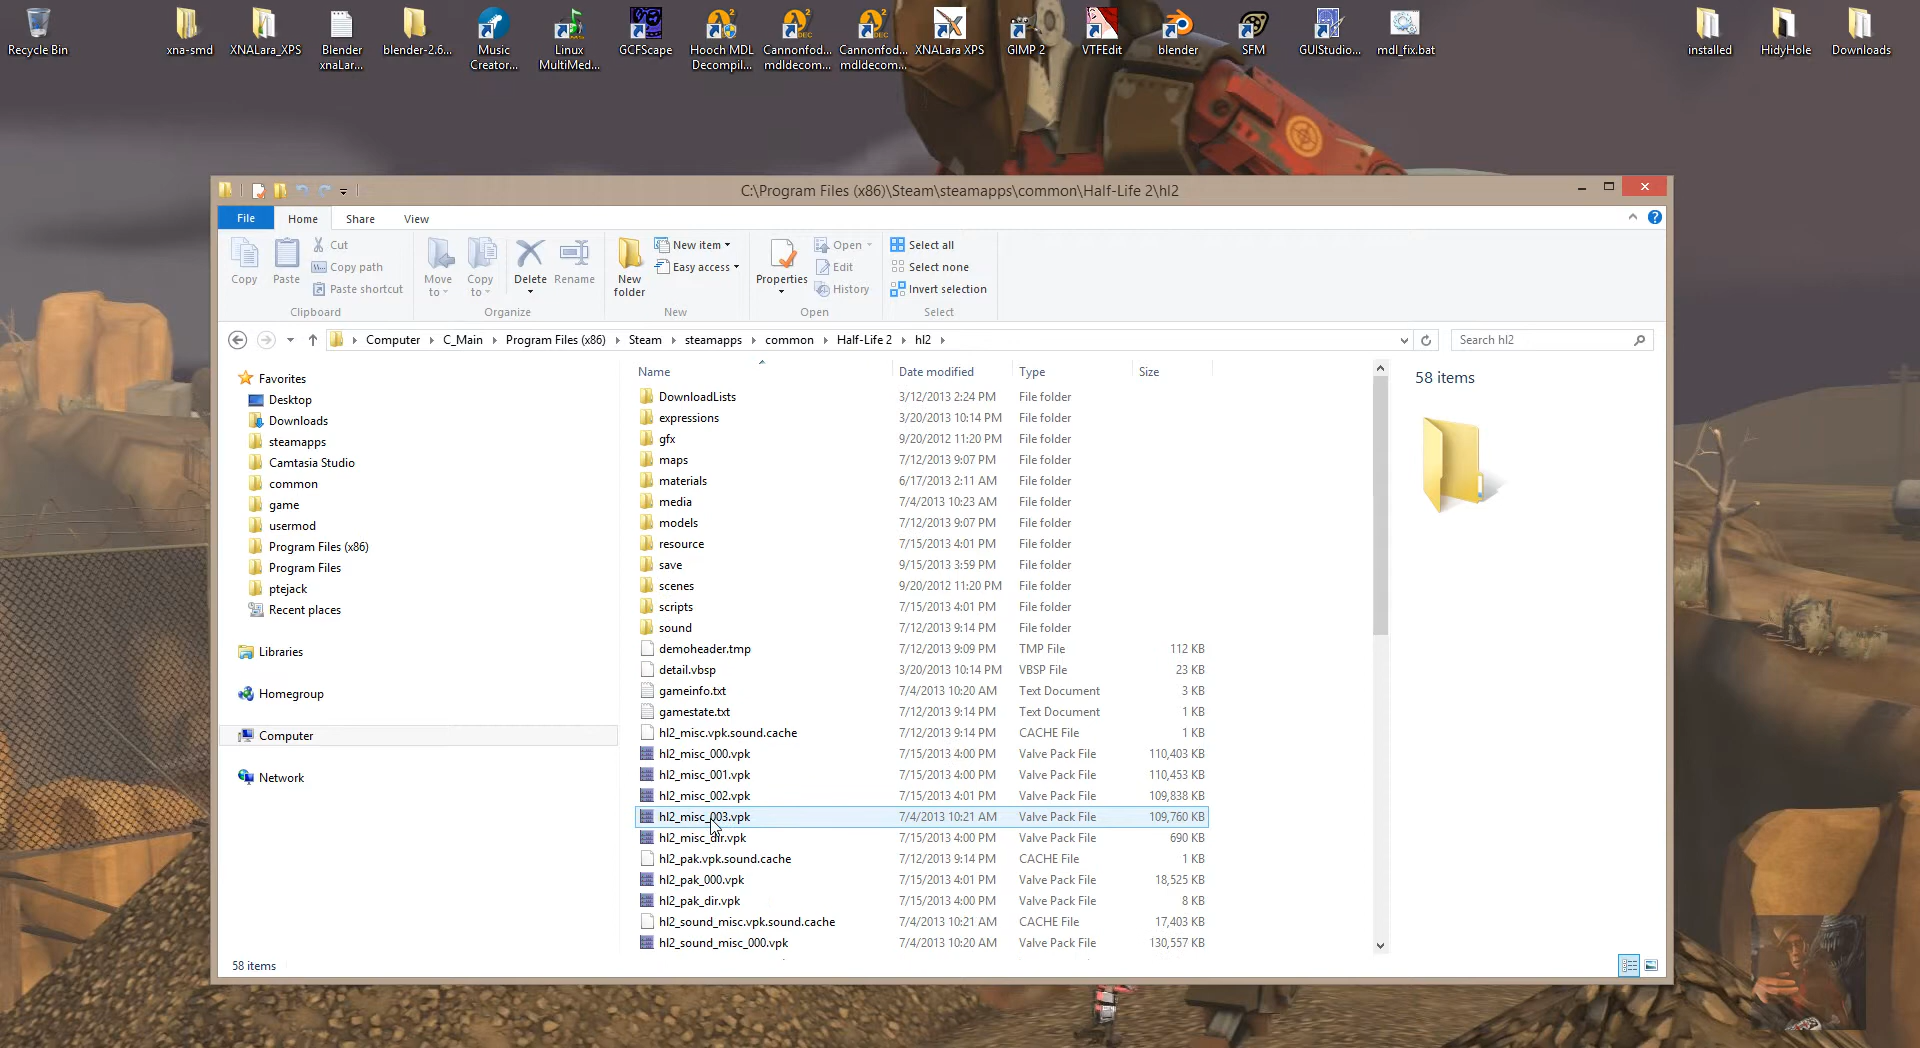 Recycle Bin
xna-smd
XNALara_XPS
Blender xnaLar...
blender-2.6...
Music Creator...
Linux MultiMed...
GCFScape
Hooch MDL Decompil...
Cannonfod... mdldecom...
Cannonfod... mdldecom...
XNALara XPS
GIMP 2
VTFEdit
blender
SFM
GUIStudio...
mdl_fix.bat
installed
HidyHole
Downloads
C:\Program Files (x86)\Steam\steamapps\common\Half-Life 2\hl2
File Home Share View
Copy
Paste
Cut
Copy path
Paste shortcut
Clipboard
Move to
Copy to
Delete
Rename
Organize
New folder
New item
Easy access
New
Properties
Open
Edit
History
Open
Select all
Select none
Invert selection
Select
Computer C_Main Program Files (x86) Steam steamapps common Half-Life 2 hl2
Search hl2
Favorites
Desktop
Downloads
steamapps
Camtasia Studio
common
game
usermod
Program Files (x86)
Program Files
ptejack
Recent places
Libraries
Homegroup
Computer
Network
Name Date modified Type Size
DownloadLists 3/12/2013 2:24 PM File folder
expressions 3/20/2013 10:14 PM File folder
gfx 9/20/2012 11:20 PM File folder
maps 7/12/2013 9:07 PM File folder
materials 6/17/2013 2:11 AM File folder
media 7/4/2013 10:23 AM File folder
models 7/12/2013 9:07 PM File folder
resource 7/15/2013 4:01 PM File folder
save 9/15/2013 3:59 PM File folder
scenes 9/20/2012 11:20 PM File folder
scripts 7/15/2013 4:01 PM File folder
sound 7/12/2013 9:14 PM File folder
demoheader.tmp 7/12/2013 9:09 PM TMP File 112 KB
detail.vbsp 3/20/2013 10:14 PM VBSP File 23 KB
gameinfo.txt 7/4/2013 10:20 AM Text Document 3 KB
gamestate.txt 7/12/2013 9:14 PM Text Document 1 KB
hl2_misc.vpk.sound.cache 7/12/2013 9:14 PM CACHE File 1 KB
hl2_misc_000.vpk 7/15/2013 4:00 PM Valve Pack File 110,403 KB
hl2_misc_001.vpk 7/15/2013 4:00 PM Valve Pack File 110,453 KB
hl2_misc_002.vpk 7/15/2013 4:01 PM Valve Pack File 109,838 KB
hl2_misc_003.vpk 7/4/2013 10:21 AM Valve Pack File 109,760 KB
hl2_misc_dir.vpk 7/15/2013 4:00 PM Valve Pack File 690 KB
hl2_pak.vpk.sound.cache 7/12/2013 9:14 PM CACHE File 1 KB
hl2_pak_000.vpk 7/15/2013 4:01 PM Valve Pack File 18,525 KB
hl2_pak_dir.vpk 7/15/2013 4:00 PM Valve Pack File 8 KB
hl2_sound_misc.vpk.sound.cache 7/4/2013 10:21 AM CACHE File 17,403 KB
hl2_sound_misc_000.vpk 7/4/2013 10:20 AM Valve Pack File 130,557 KB
58 items
58 items